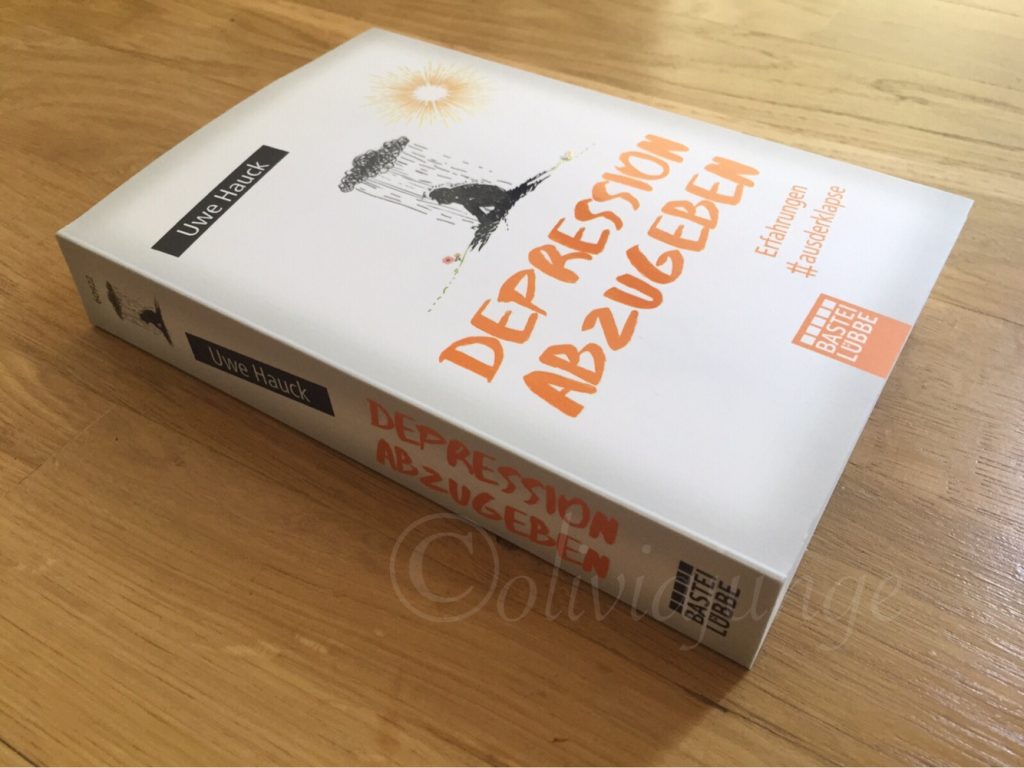 Uwe Hauck
DEPRESSION
ABZUGEBEN
Erfahrungen
#ausderklapse
BASTEI
LÜBBE
Uwe Hauck
DEPRESSION
ABZUGEBEN
BASTEI
LÜBBE
©oliviajunge